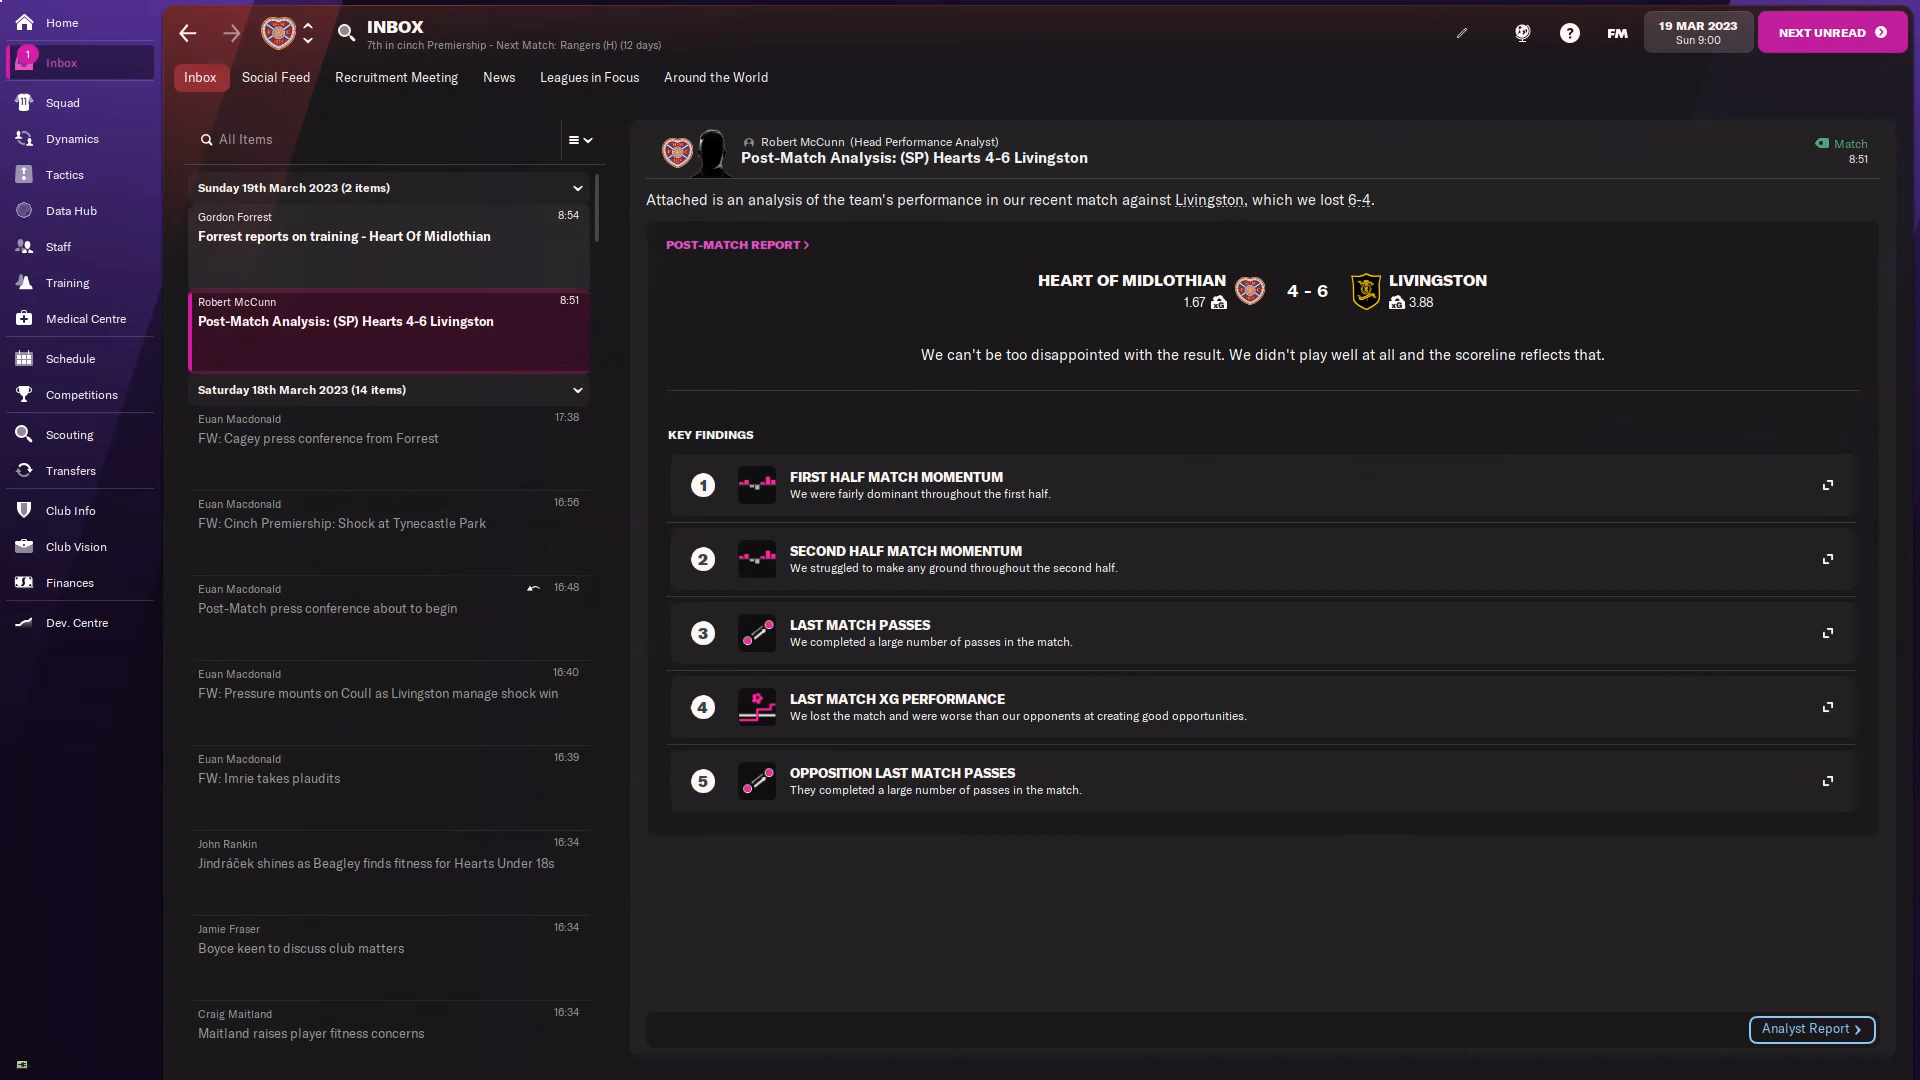 Home
1
Inbox
Squad
Dynamics
Tactics
Data Hub
Staff
Training
Medical Centre
Schedule
Competitions
Scouting
Transfers
Club Info
Club Vision
Finances
Dev. Centre
INBOX
7th in cinch Premiership - Next Match: Rangers (H) (12 days)
FM
19 MAR 2023
Sun 9:00
NEXT UNREAD
Inbox Social Feed Recruitment Meeting News Leagues in Focus Around the World
All Items
Sunday 19th March 2023 (2 items)
Gordon Forrest 8:54
Forrest reports on training - Heart Of Midlothian
Robert McCunn 8:51
Post-Match Analysis: (SP) Hearts 4-6 Livingston
Saturday 18th March 2023 (14 items)
Euan Macdonald 17:38
FW: Cagey press conference from Forrest
Euan Macdonald 16:56
FW: Cinch Premiership: Shock at Tynecastle Park
Euan Macdonald 16:48
Post-Match press conference about to begin
Euan Macdonald 16:40
FW: Pressure mounts on Coull as Livingston manage shock win
Euan Macdonald 16:39
FW: Imrie takes plaudits
John Rankin 16:34
Jindráček shines as Beagley finds fitness for Hearts Under 18s
Jamie Fraser 16:34
Boyce keen to discuss club matters
Craig Maitland 16:34
Maitland raises player fitness concerns
Robert McCunn (Head Performance Analyst)
Post-Match Analysis: (SP) Hearts 4-6 Livingston
Match
8:51
Attached is an analysis of the team's performance in our recent match against Livingston, which we lost 6-4.
POST-MATCH REPORT >
HEART OF MIDLOTHIAN 4 - 6 LIVINGSTON
1.67 xG xG 3.88
We can't be too disappointed with the result. We didn't play well at all and the scoreline reflects that.
KEY FINDINGS
1 FIRST HALF MATCH MOMENTUM
We were fairly dominant throughout the first half.
2 SECOND HALF MATCH MOMENTUM
We struggled to make any ground throughout the second half.
3 LAST MATCH PASSES
We completed a large number of passes in the match.
4 LAST MATCH XG PERFORMANCE
We lost the match and were worse than our opponents at creating good opportunities.
5 OPPOSITION LAST MATCH PASSES
They completed a large number of passes in the match.
Analyst Report >